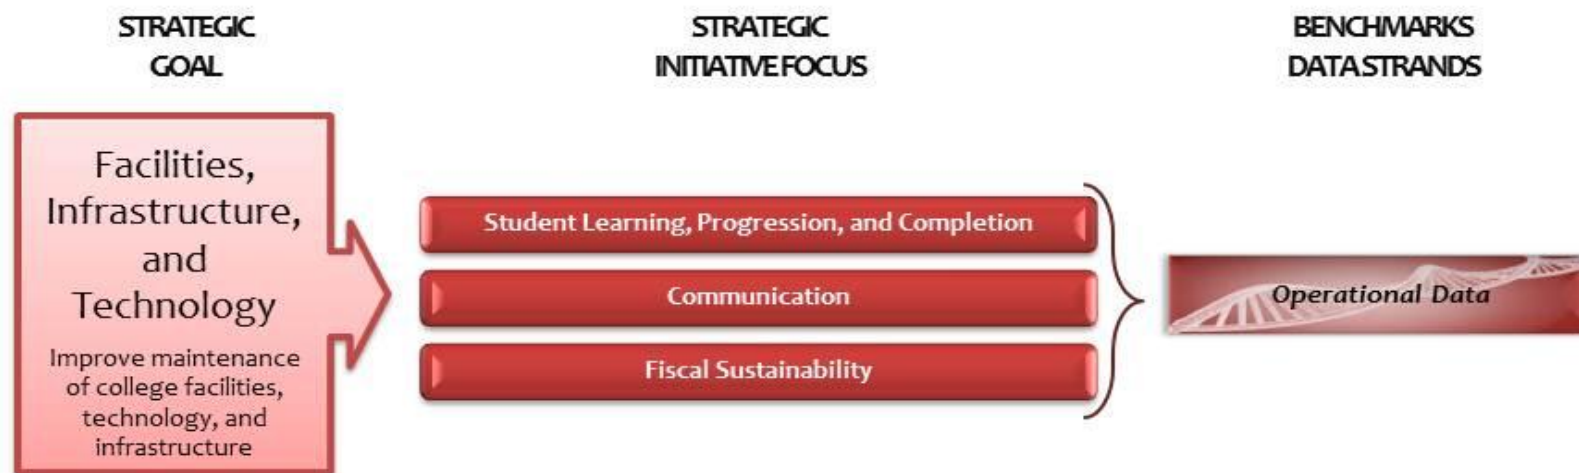 STRATEGIC
GOAL
STRATEGIC
INITIATIVE FOCUS
BENCHMARKS
DATA STRANDS
Facilities,
Infrastructure,
and
Technology
Improve maintenance
of college facilities,
technology, and
infrastructure
Student Learning, Progression, and Completion
Communication
Fiscal Sustainability
Operational Data